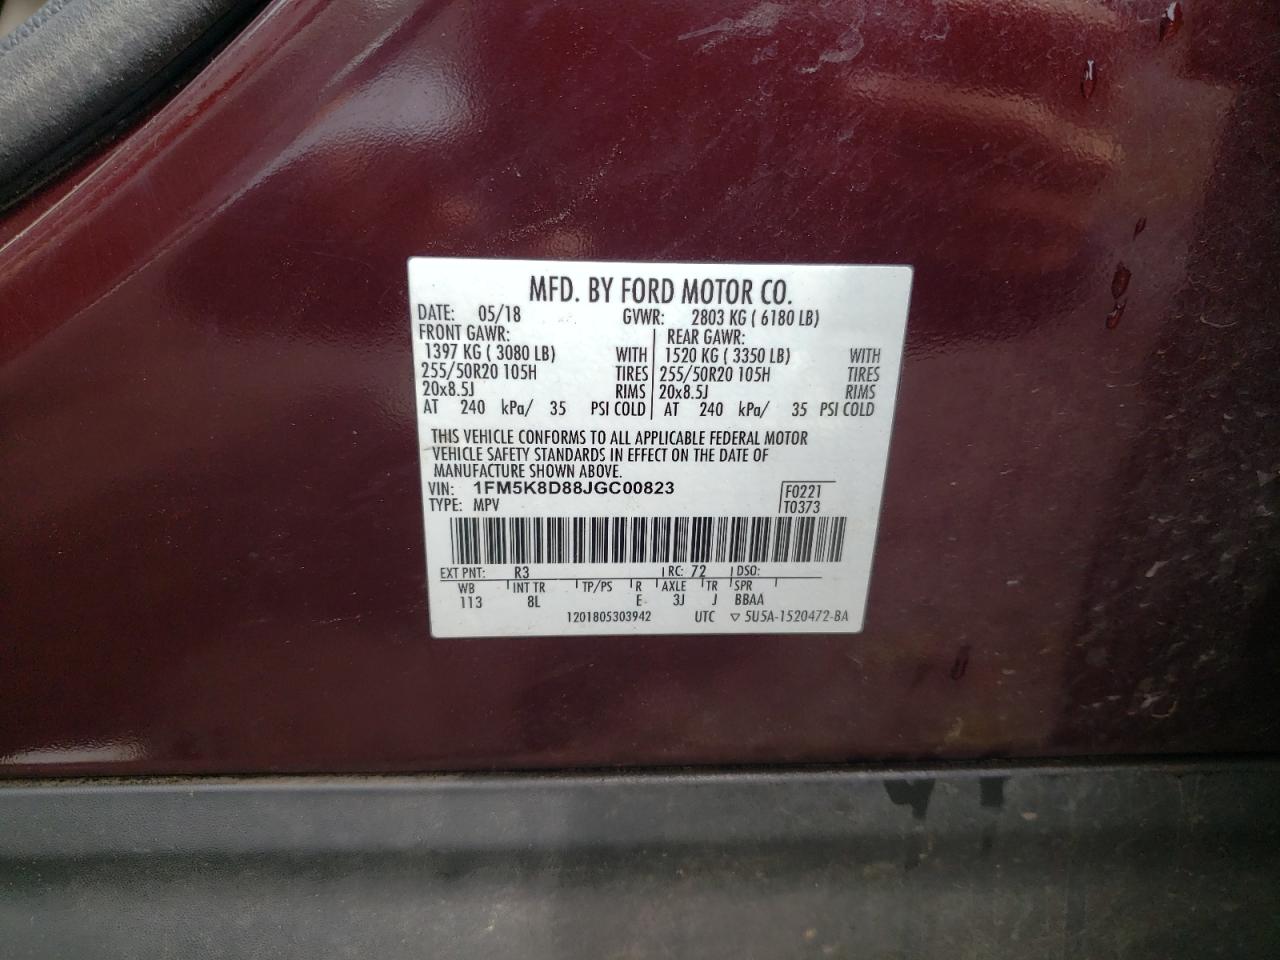 MFD. BY FORD MOTOR CO.
DATE: 05/18 GVWR: 2803 KG ( 6180 LB)
FRONT GAWR: REAR GAWR:
1397 KG ( 3080 LB) WITH 1520 KG ( 3350 LB) WITH
255/50R20 105H TIRES 255/50R20 105H TIRES
20x8.5J RIMS 20x8.5J RIMS
AT 240 kPa/ 35 PSI COLD AT 240 kPa/ 35 PSI COLD
THIS VEHICLE CONFORMS TO ALL APPLICABLE FEDERAL MOTOR
VEHICLE SAFETY STANDARDS IN EFFECT ON THE DATE OF
MANUFACTURE SHOWN ABOVE.
VIN: 1FM5K8D88JGC00823 F0221
TYPE: MPV T0373
EXT PNT: R3 RC: 72 DSO:
WB INT TR TP/PS R AXLE TR SPR
113 8L E 3J J BBAA
1201805303942 UTC ▽ 5U5A-1520472-BA